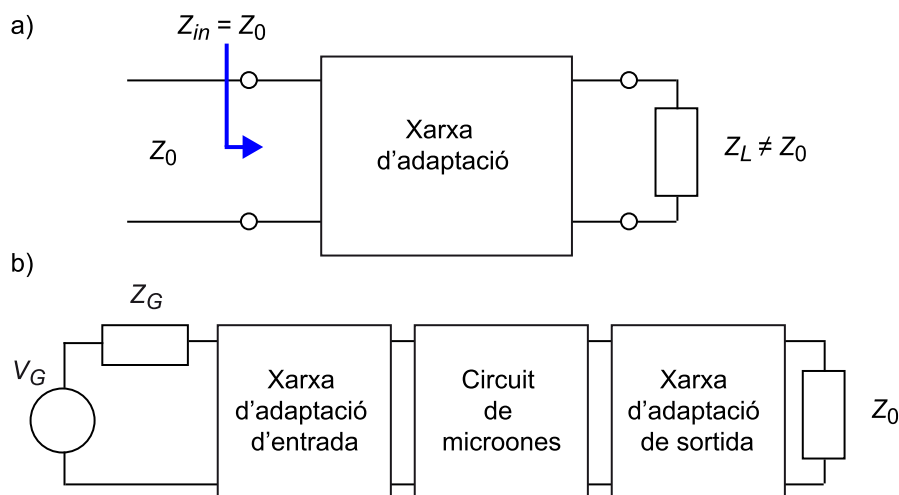 a)
Zin = Z0
Z0
Xarxa
d'adaptació
ZL ≠ Z0
b)
ZG
VG
Xarxa
d'adaptació
d'entrada
Circuit
de
microones
Xarxa
d'adaptació
de sortida
Z0